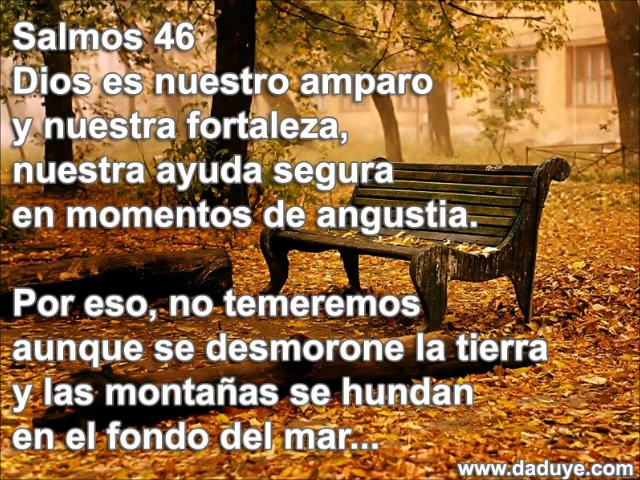 Salmos 46
Dios es nuestro amparo
y nuestra fortaleza,
nuestra ayuda segura
en momentos de angustia.
Por eso, no temeremos
aunque se desmorone la tierra
y las montañas se hundan
en el fondo del mar...
www.daduye.com